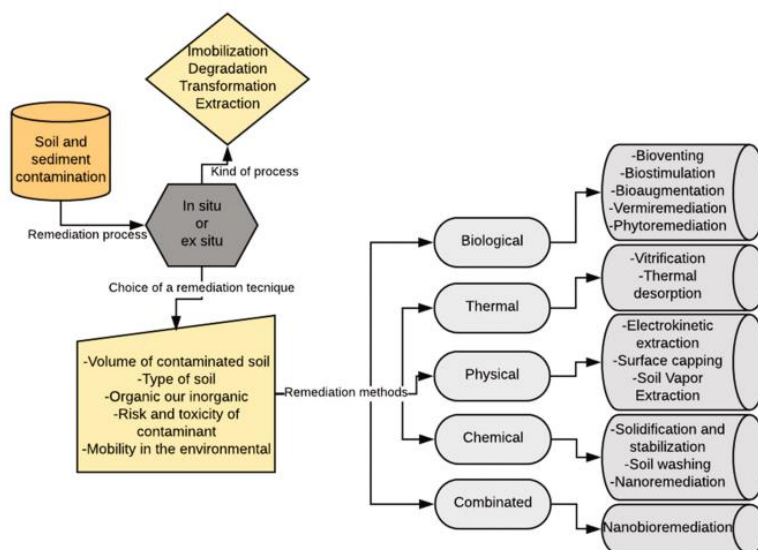 Imobilization
Degradation
Transformation
Extraction
Soil and
sediment
contamination
Kind of process
In situ
or
ex situ
Remediation process
Choice of a remediation tecnique
-Volume of contaminated soil
-Type of soil
-Organic our inorganic
-Risk and toxicity of
contaminant
-Mobility in the environmental
Remediation methods
Biological
-Bioventing
-Biostimulation
-Bioaugmentation
-Vermiremediation
-Phytoremediation
Thermal
-Vitrification
-Thermal
desorption
Physical
-Electrokinetic
extraction
-Surface capping
-Soil Vapor
Extraction
Chemical
-Solidification and
stabilization
-Soil washing
-Nanoremediation
Combinated
Nanobioremediation